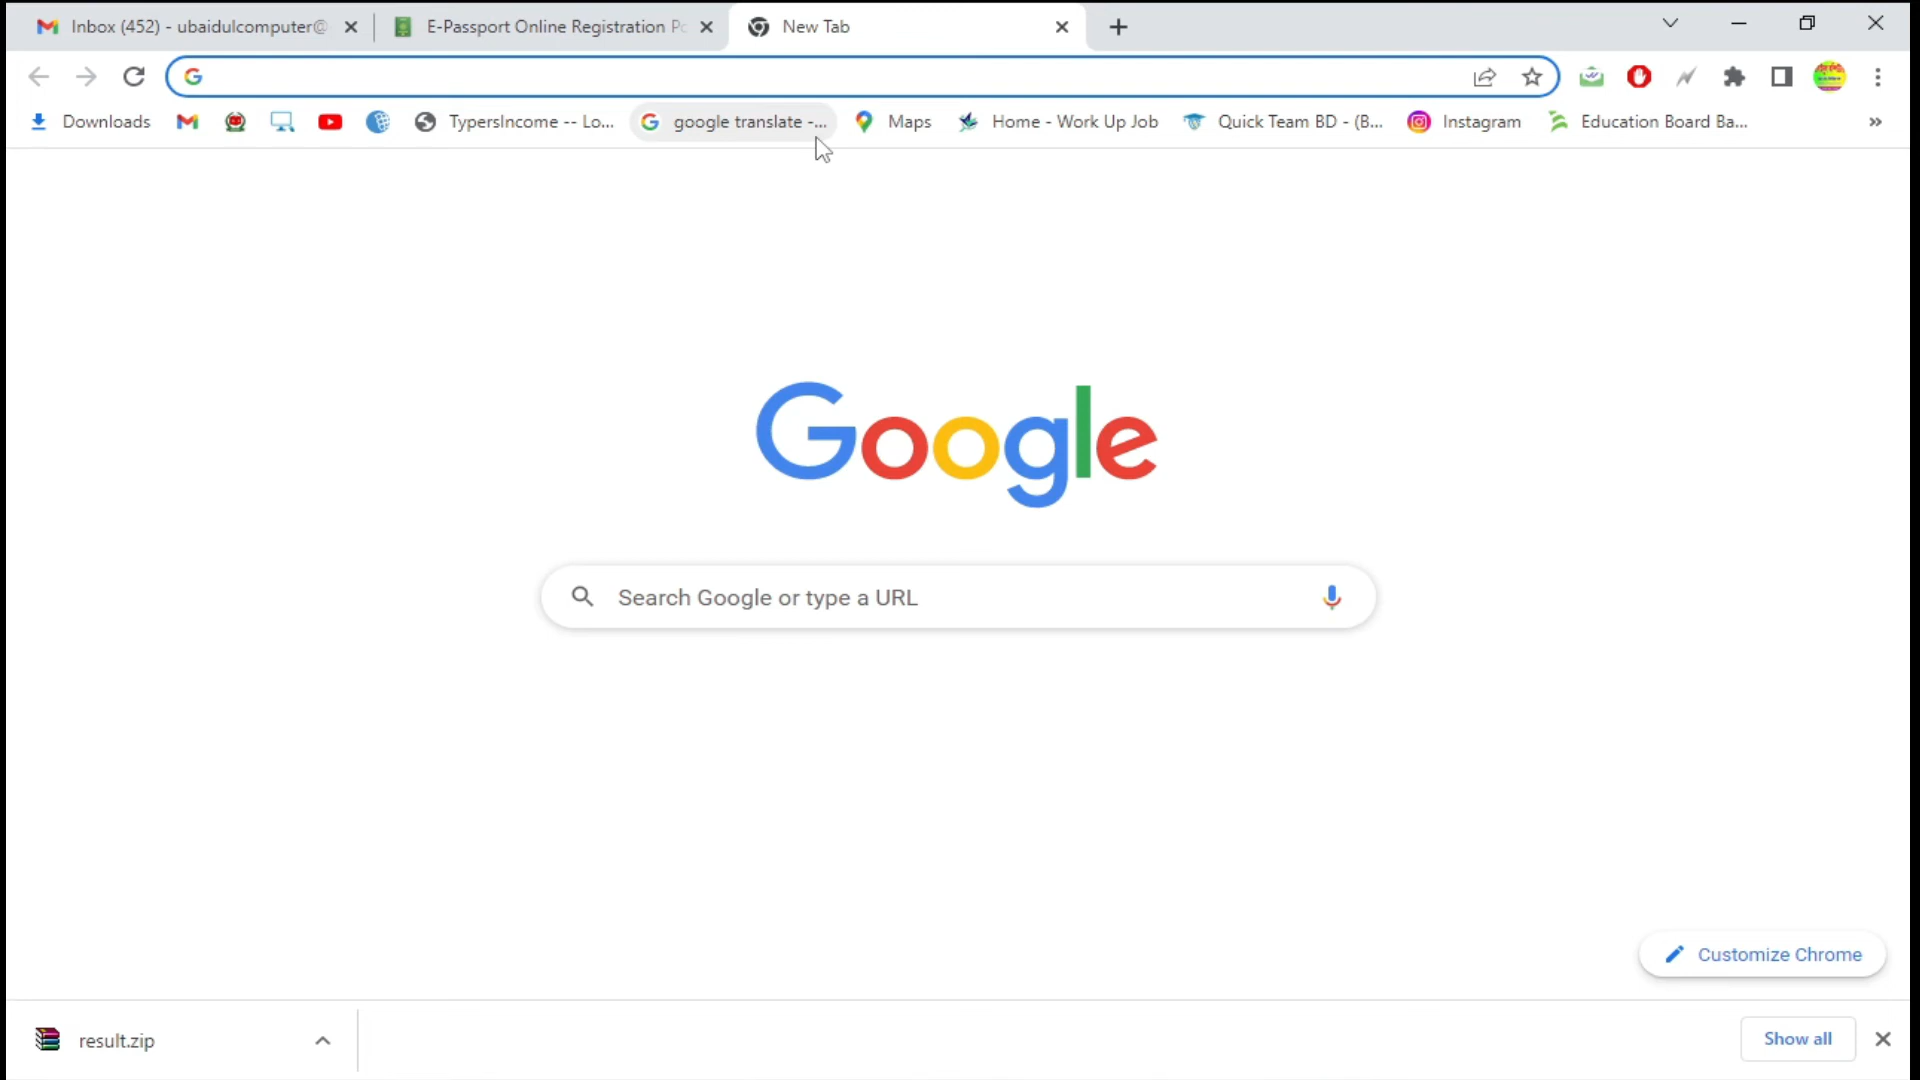 Inbox (452) - ubaidulcomputer@
E-Passport Online Registration Po
New Tab
Downloads
TypersIncome -- Lo...
google translate -...
Maps
Home - Work Up Job
Quick Team BD - (B...
Instagram
Education Board Ba...
Google
Search Google or type a URL
Customize Chrome
result.zip
Show all